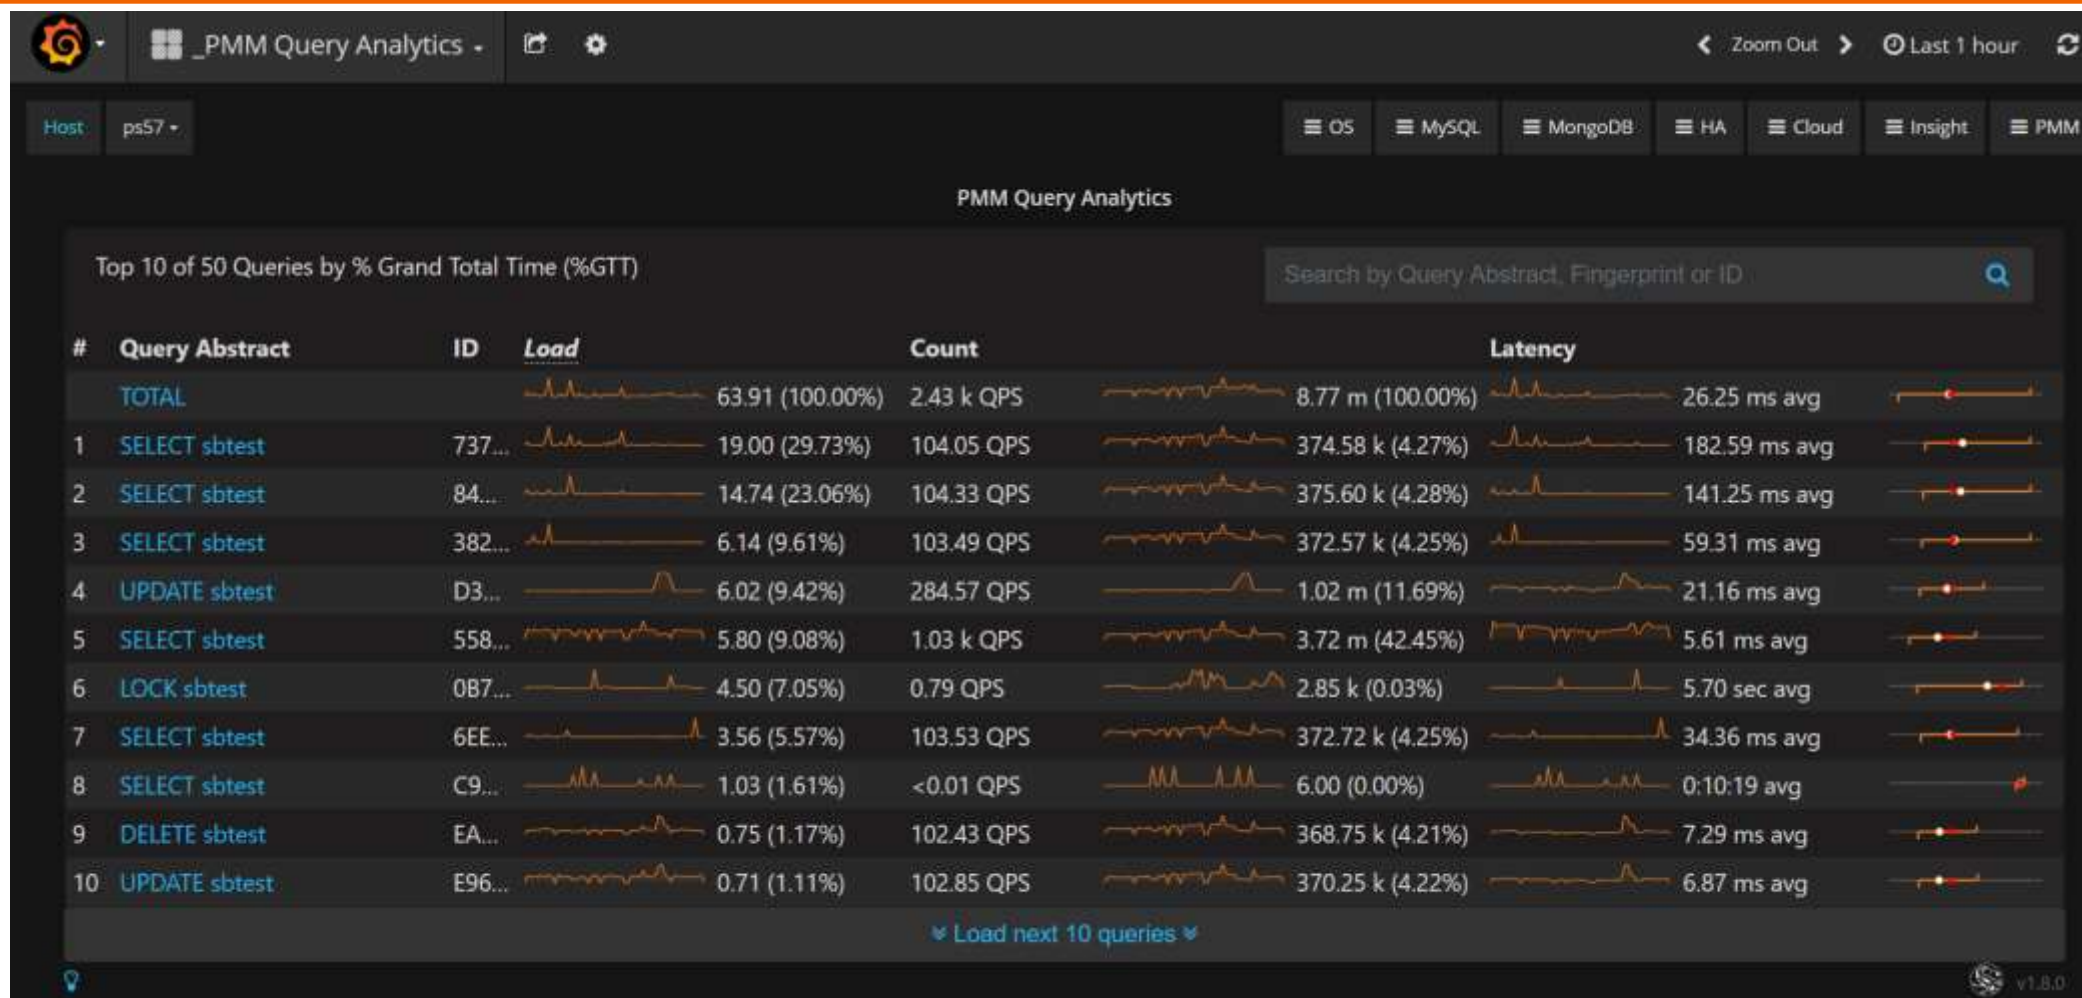 _PMM Query Analytics
Zoom Out
Last 1 hour
Host ps57
OS MySQL MongoDB HA Cloud Insight PMM
PMM Query Analytics
Top 10 of 50 Queries by % Grand Total Time (%GTT)
Search by Query Abstract, Fingerprint or ID
# Query Abstract ID Load Count Latency
TOTAL 63.91 (100.00%) 2.43 k QPS 8.77 m (100.00%) 26.25 ms avg
1 SELECT sbtest 737... 19.00 (29.73%) 104.05 QPS 374.58 k (4.27%) 182.59 ms avg
2 SELECT sbtest 84... 14.74 (23.06%) 104.33 QPS 375.60 k (4.28%) 141.25 ms avg
3 SELECT sbtest 382... 6.14 (9.61%) 103.49 QPS 372.57 k (4.25%) 59.31 ms avg
4 UPDATE sbtest D3... 6.02 (9.42%) 284.57 QPS 1.02 m (11.69%) 21.16 ms avg
5 SELECT sbtest 558... 5.80 (9.08%) 1.03 k QPS 3.72 m (42.45%) 5.61 ms avg
6 LOCK sbtest 0B7... 4.50 (7.05%) 0.79 QPS 2.85 k (0.03%) 5.70 sec avg
7 SELECT sbtest 6EE... 3.56 (5.57%) 103.53 QPS 372.72 k (4.25%) 34.36 ms avg
8 SELECT sbtest C9... 1.03 (1.61%) <0.01 QPS 6.00 (0.00%) 0:10:19 avg
9 DELETE sbtest EA... 0.75 (1.17%) 102.43 QPS 368.75 k (4.21%) 7.29 ms avg
10 UPDATE sbtest E96... 0.71 (1.11%) 102.85 QPS 370.25 k (4.22%) 6.87 ms avg
Load next 10 queries
v1.8.0